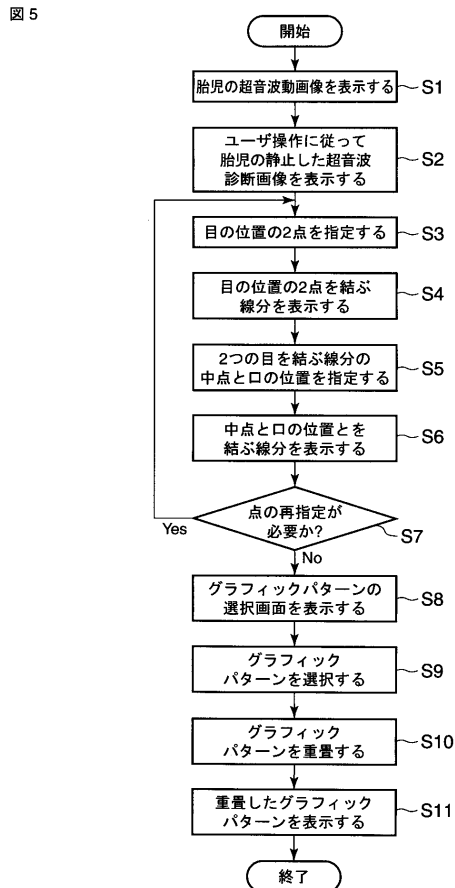 図5
開始
胎児の超音波動画像を表示する
S1
ユーザ操作に従って
胎児の静止した超音波
診断画像を表示する
S2
目の位置の2点を指定する
S3
目の位置の2点を結ぶ
線分を表示する
S4
2つの目を結ぶ線分の
中点と口の位置を指定する
S5
中点と口の位置とを
結ぶ線分を表示する
S6
点の再指定が
必要か?
S7
Yes
No
グラフィックパターンの
選択画面を表示する
S8
グラフィック
パターンを選択する
S9
グラフィック
パターンを重畳する
S10
重畳したグラフィック
パターンを表示する
S11
終了